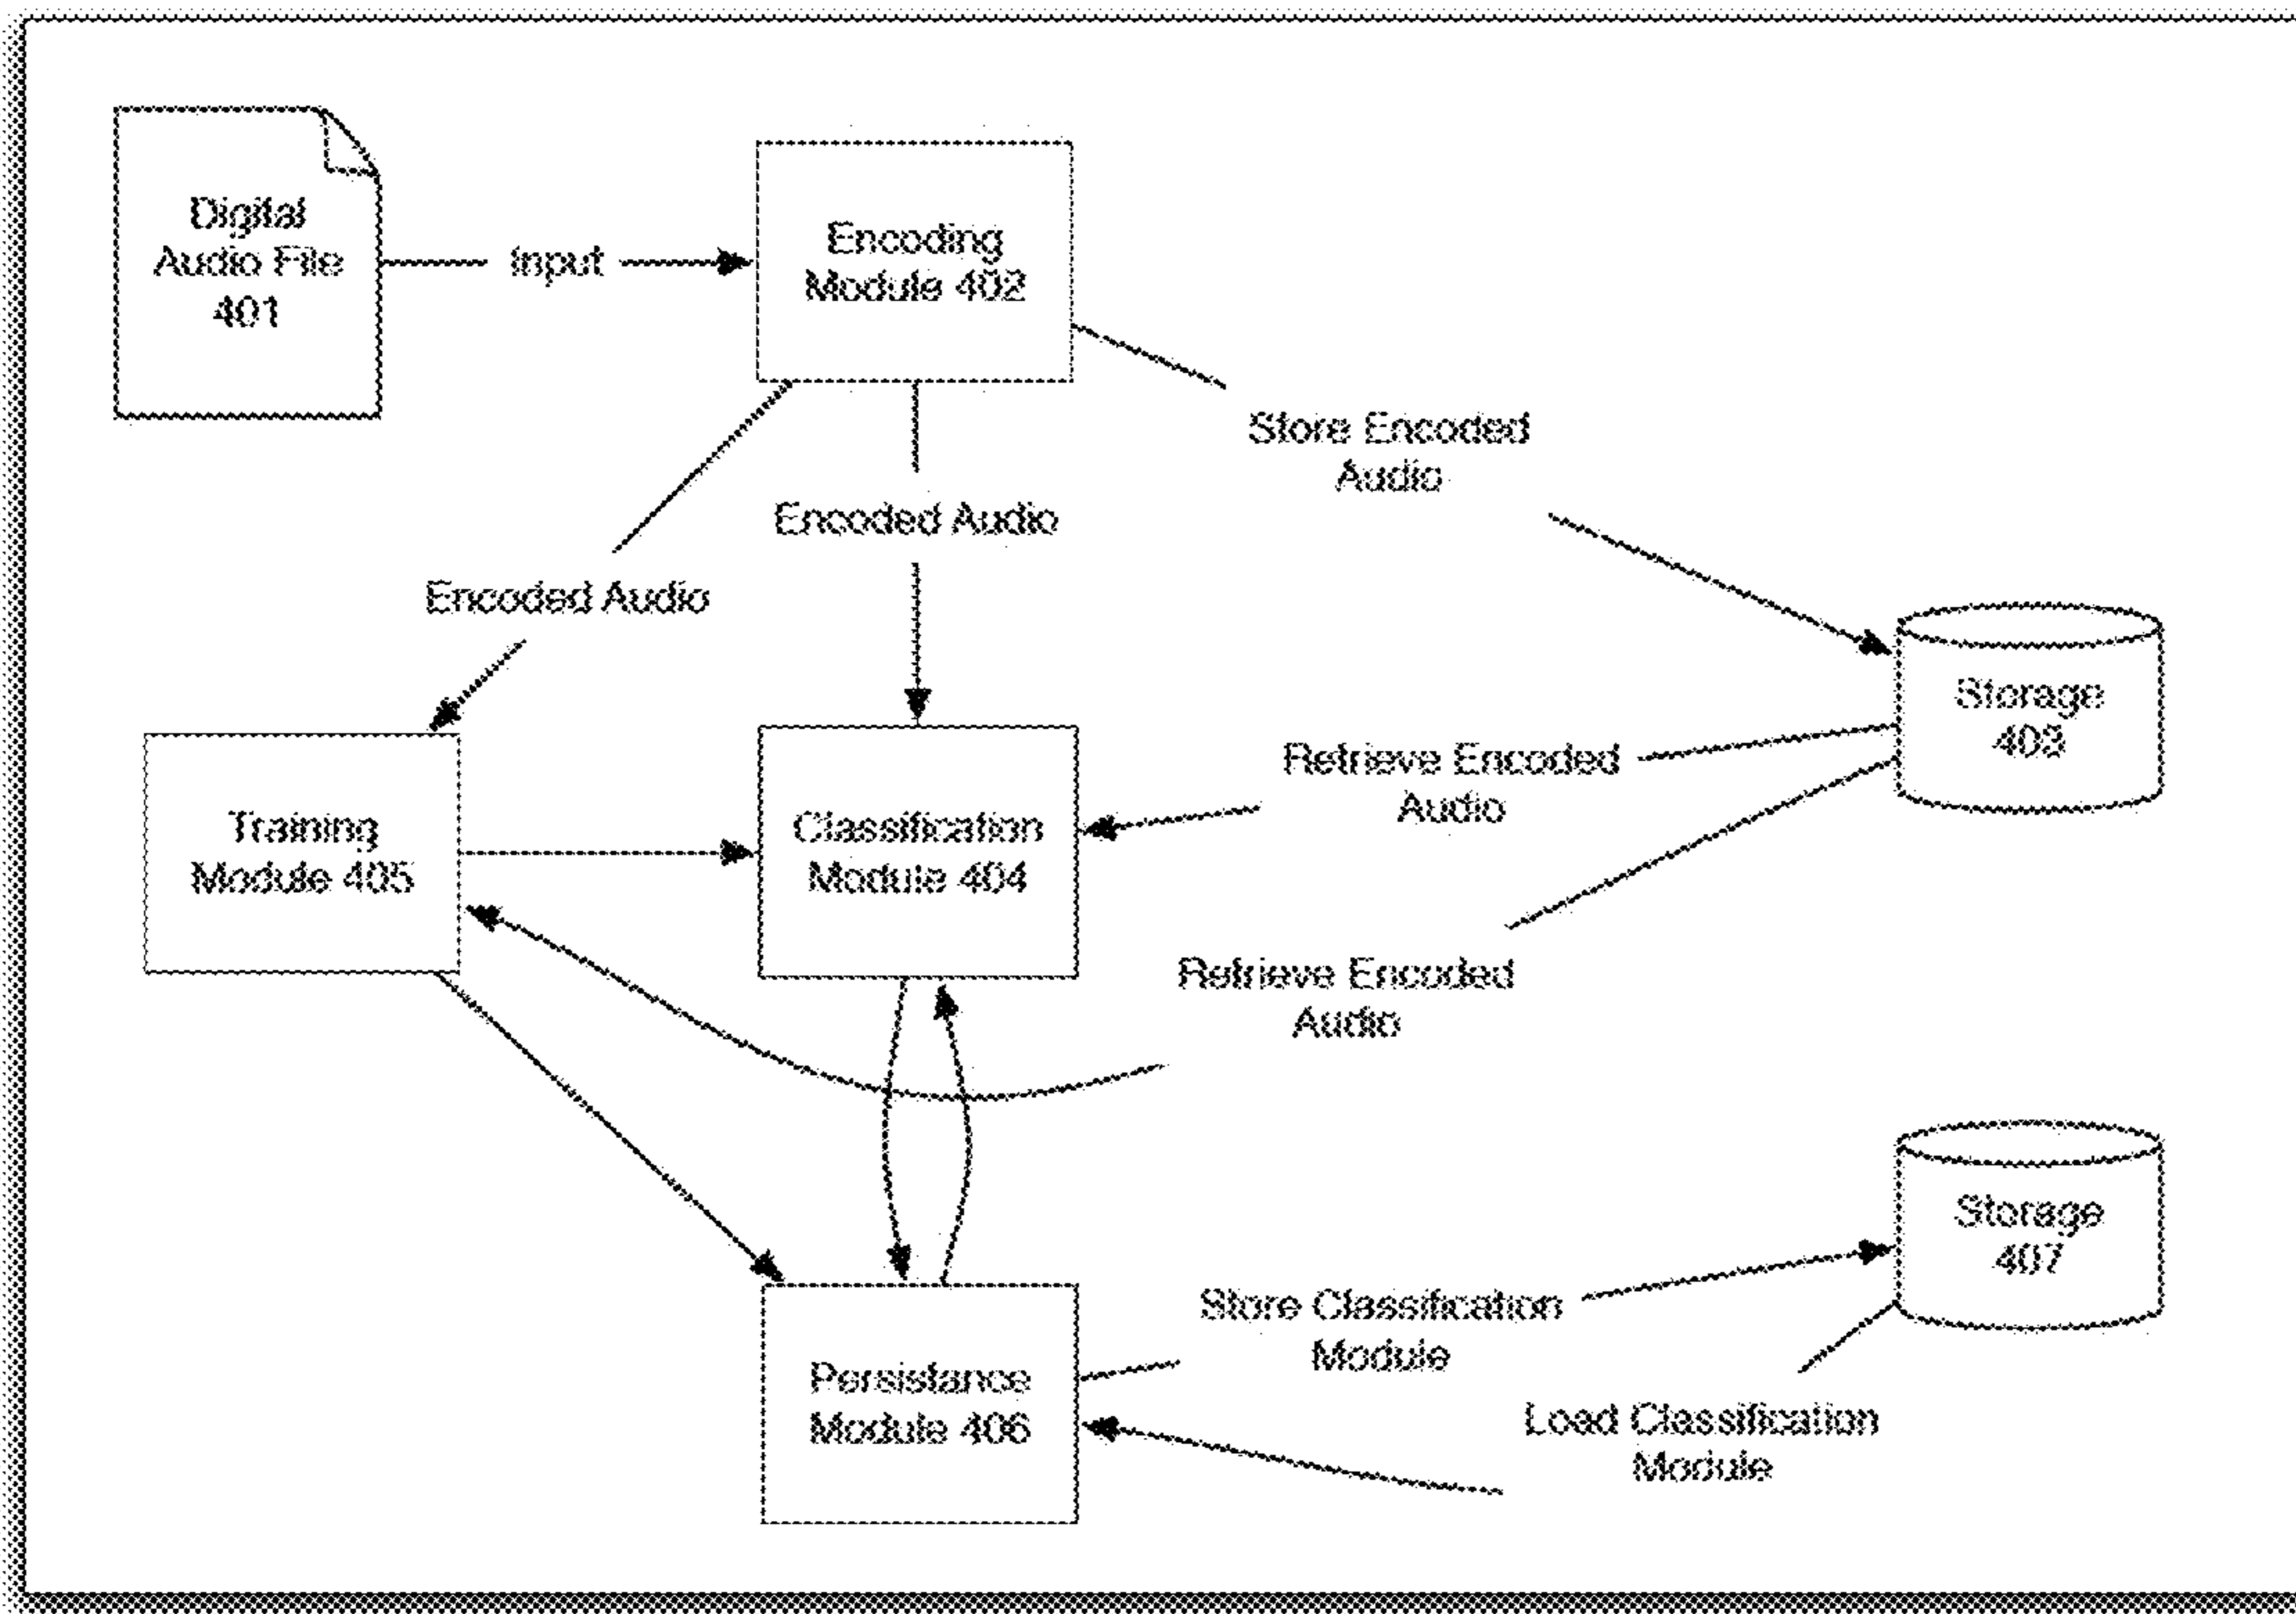 Digital
Audio File
401
Input
Encoding
Module 402
Store Encoded
Audio
Encoded Audio
Encoded Audio
Storage
403
Retrieve Encoded
Audio
Training
Module 405
Classification
Module 404
Retrieve Encoded
Audio
Storage
407
Store Classification
Module
Persistance
Module 406
Load Classification
Module